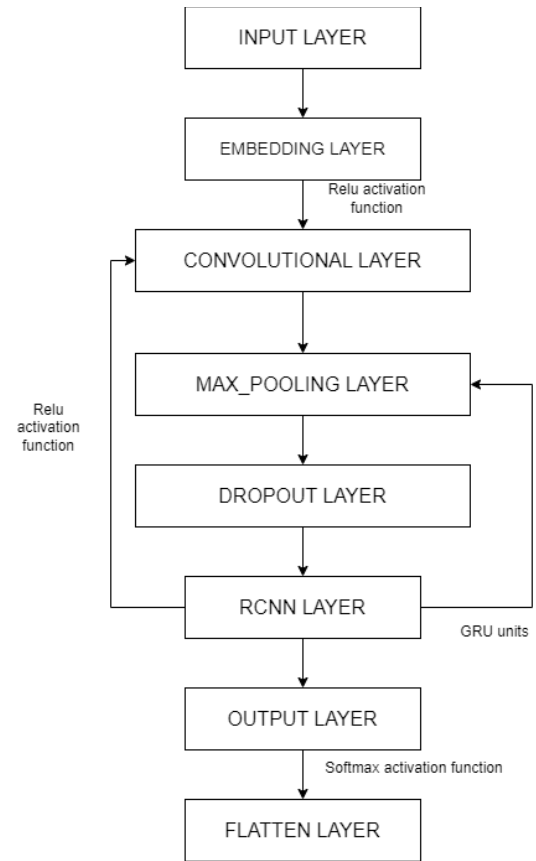 INPUT LAYER
EMBEDDING LAYER
Relu activation
function
CONVOLUTIONAL LAYER
MAX_POOLING LAYER
Relu
activation
function
DROPOUT LAYER
RCNN LAYER
GRU units
OUTPUT LAYER
Softmax activation function
FLATTEN LAYER